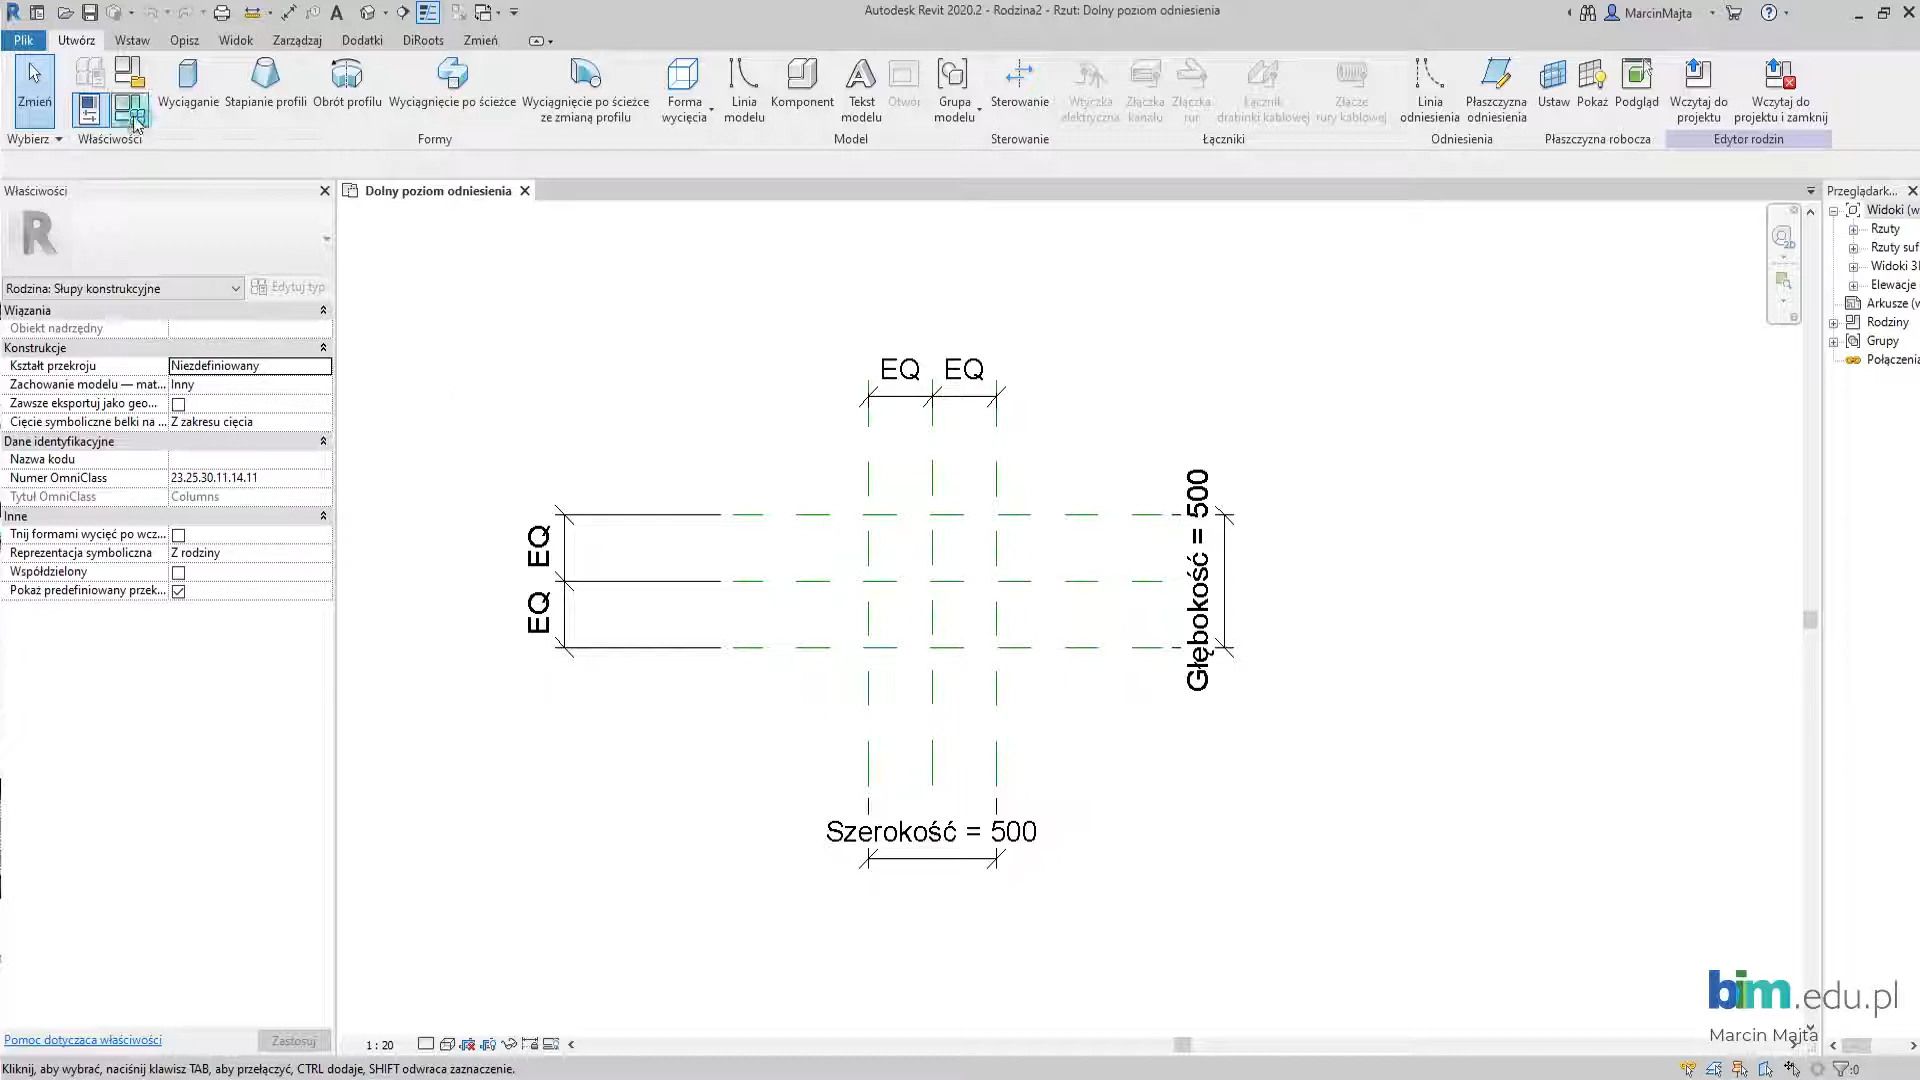 Autodesk Revit 2020.2 - Rodzina2 - Rzut: Dolny poziom odniesienia
MarcinMajta
Plik Utwórz Wstaw Opisz Widok Zarządzaj Dodatki DiRoots Zmień
Zmień
Wyciąganie
Stapianie profili
Obrót profilu
Wyciągnięcie po ścieżce
Wyciągnięcie po ścieżce
ze zmianą profilu
Forma
wycięcia
Linia
modelu
Komponent
Tekst
modelu
Otwór
Grupa
modelu
Sterowanie
Wtyczka
elektryczna
Złączka
kanału
Złączka
rur
Łącznik
drabinki kablowej
Złącze
rury kablowej
Linia
odniesienia
Płaszczyzna
odniesienia
Ustaw
Pokaż
Podgląd
Wczytaj do
projektu
Wczytaj do
projektu i zamknij
Wybierz Właściwości Formy Model Sterowanie Łączniki Odniesienia Płaszczyzna robocza Edytor rodzin
Właściwości
Dolny poziom odniesienia
Przeglądark...
R
Rodzina: Słupy konstrukcyjne
Edytuj typ
Wiązania
Obiekt nadrzędny
Konstrukcje
Kształt przekroju Niezdefiniowany
Zachowanie modelu — mat... Inny
Zawsze eksportuj jako geo...
Cięcie symboliczne belki na ... Z zakresu cięcia
Dane identyfikacyjne
Nazwa kodu
Numer OmniClass 23.25.30.11.14.11
Tytuł OmniClass Columns
Inne
Tnij formami wycięć po wcz...
Reprezentacja symboliczna Z rodziny
Współdzielony
Pokaż predefiniowany przek...
Pomoc dotycząca właściwości
Zastosuj
EQ EQ
EQ
EQ
Głębokość = 500
Szerokość = 500
2D
Widoki (w
Rzuty
Rzuty suf
Widoki 3
Elewacje
Arkusze (w
Rodziny
Grupy
Połączenia
bim.edu.pl
Marcin Majta
1 : 20
Kliknij, aby wybrać, naciśnij klawisz TAB, aby przełączyć, CTRL dodaje, SHIFT odwraca zaznaczenie.
:0